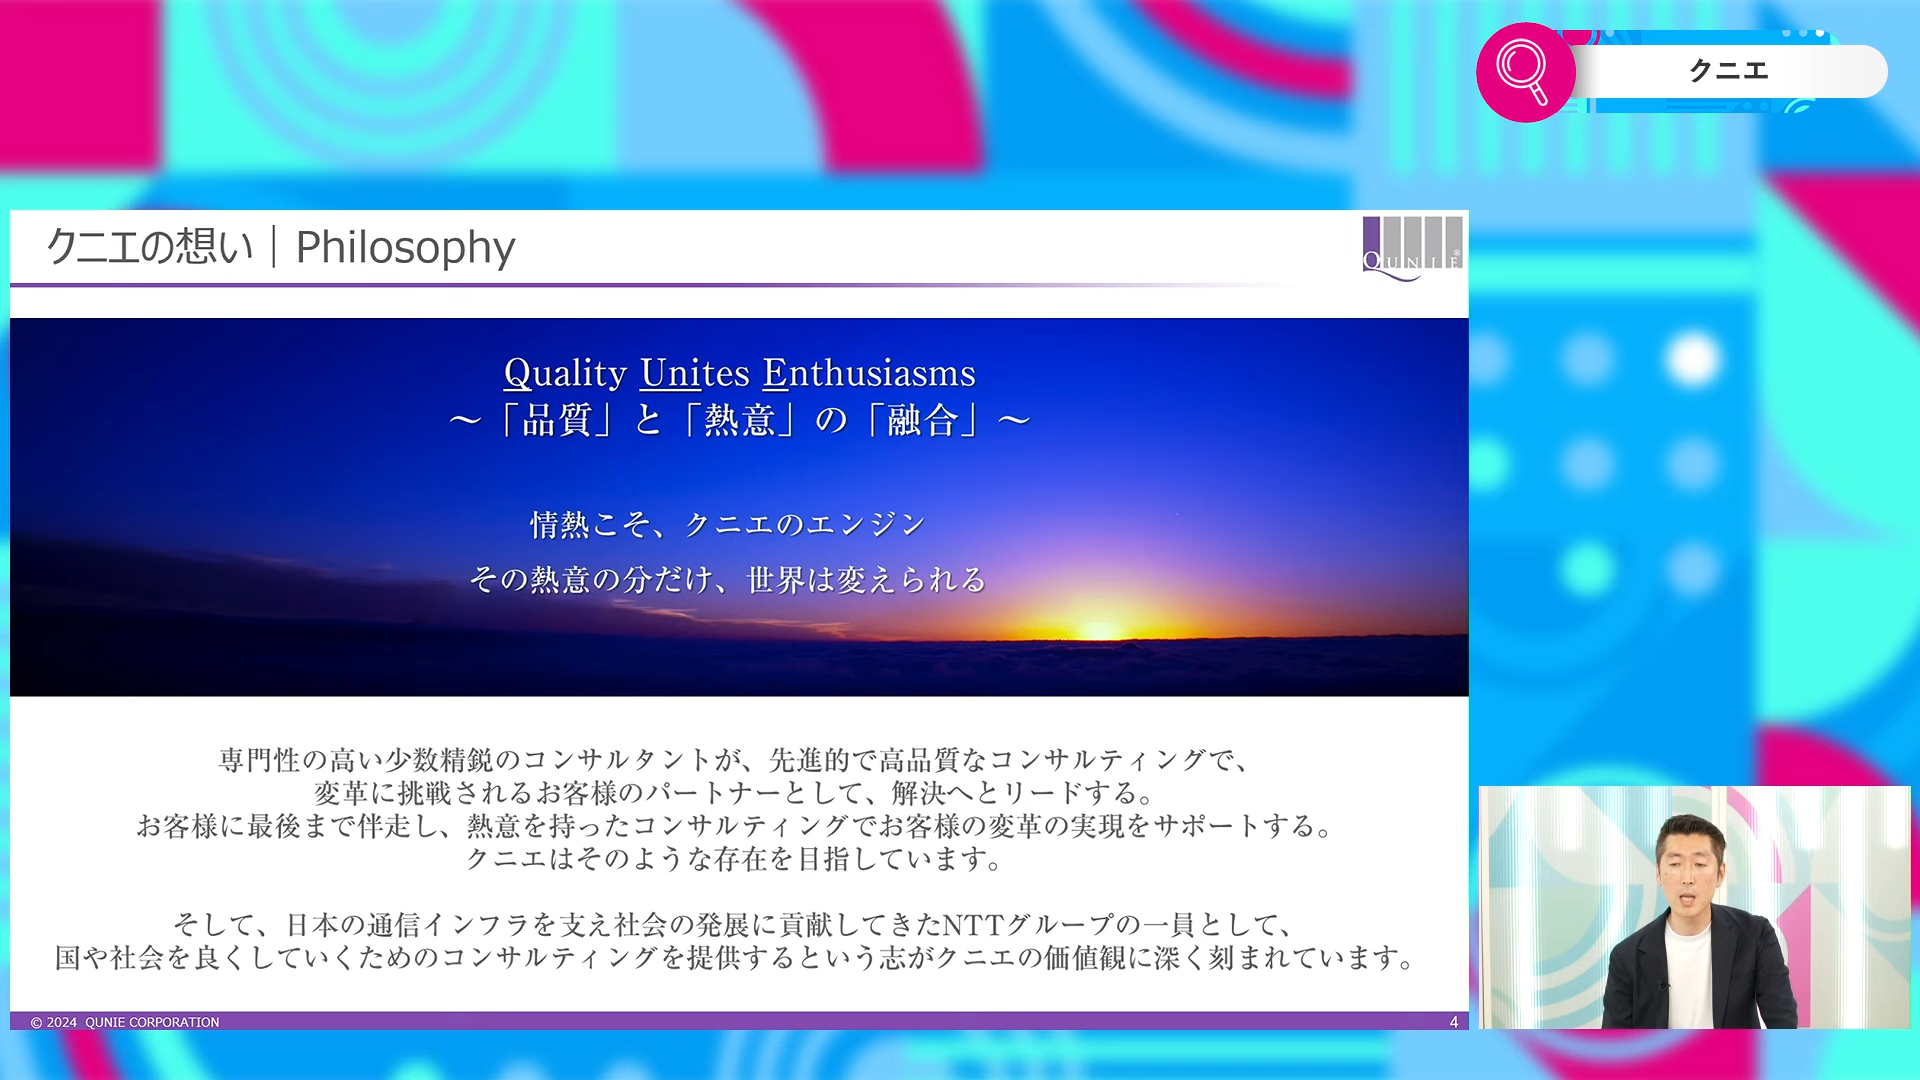 クニエ
クニエの想い｜Philosophy
QUNIE®
Quality Unites Enthusiasms
～「品質」と「熱意」の「融合」～
情熱こそ、クニエのエンジン
その熱意の分だけ、世界は変えられる
専門性の高い少数精鋭のコンサルタントが、先進的で高品質なコンサルティングで、
変革に挑戦されるお客様のパートナーとして、解決へとリードする。
お客様に最後まで伴走し、熱意を持ったコンサルティングでお客様の変革の実現をサポートする。
クニエはそのような存在を目指しています。
そして、日本の通信インフラを支え社会の発展に貢献してきたNTTグループの一員として、
国や社会を良くしていくためのコンサルティングを提供するという志がクニエの価値観に深く刻まれています。
© 2024 QUNIE CORPORATION
4